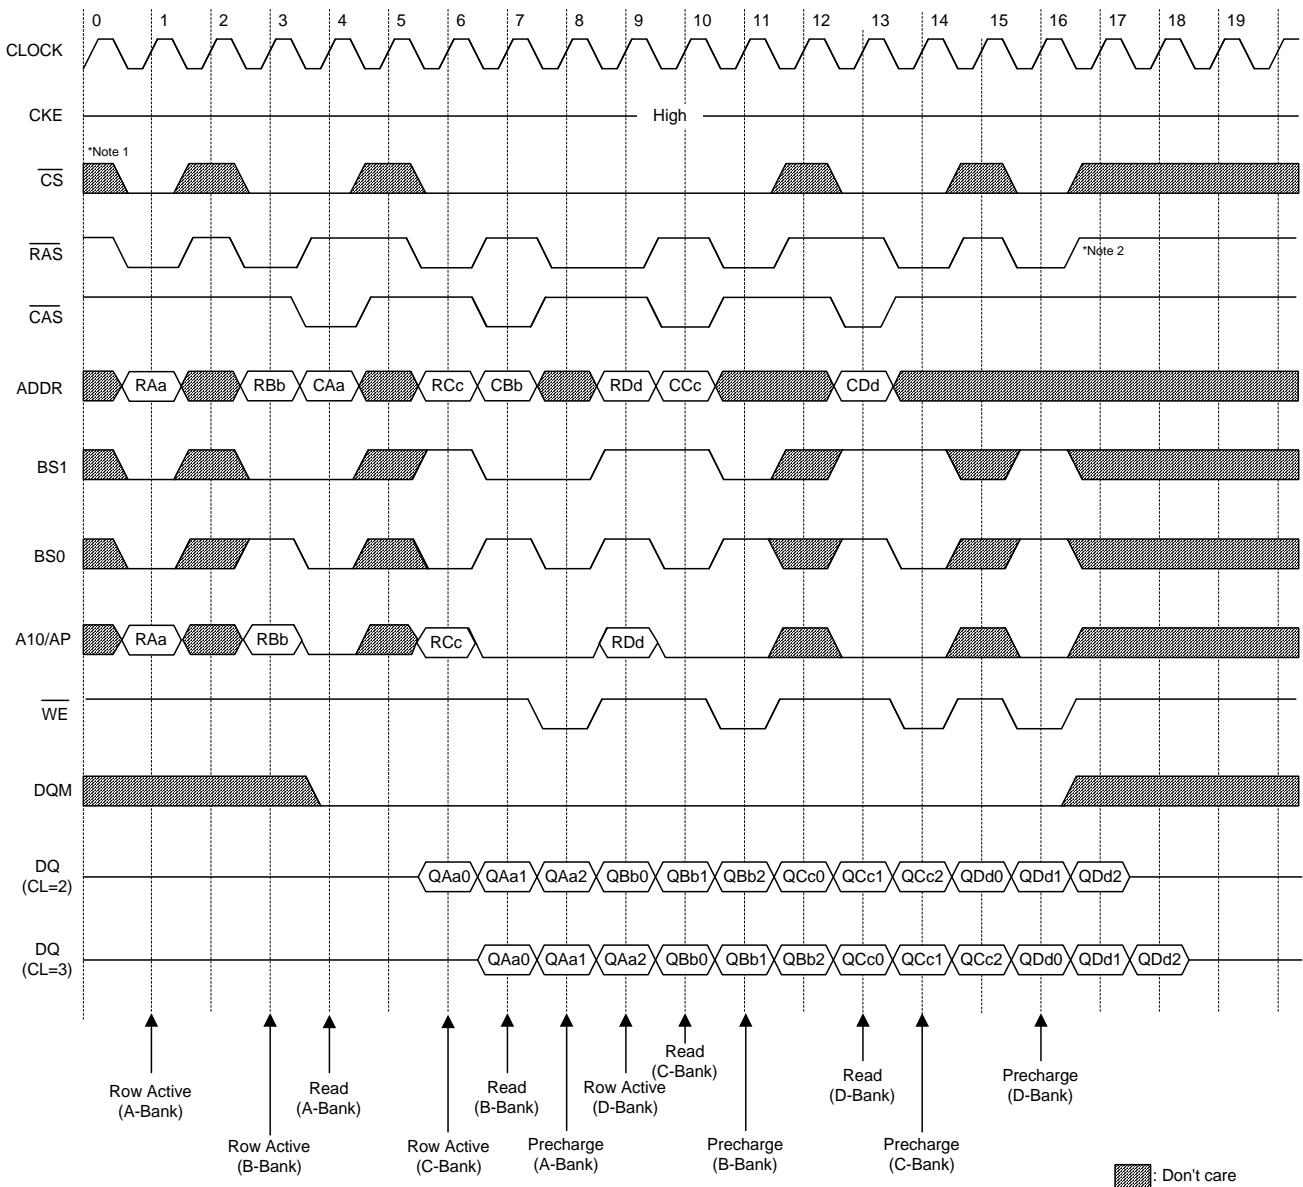 0 1 2 3 4 5 6 7 8 9 10 11 12 13 14 15 16 17 18 19
CLOCK
CKE High
*Note 1
CS
RAS *Note 2
CAS
ADDR RAa RBb CAa RCc CBb RDd CCc CDd
BS1
BS0
A10/AP RAa RBb RCc RDd
WE
DQM
DQ
(CL=2) QAa0 QAa1 QAa2 QBb0 QBb1 QBb2 QCc0 QCc1 QCc2 QDd0 QDd1 QDd2
DQ
(CL=3) QAa0 QAa1 QAa2 QBb0 QBb1 QBb2 QCc0 QCc1 QCc2 QDd0 QDd1 QDd2
Row Active
(A-Bank)
Row Active
(B-Bank)
Read
(A-Bank)
Row Active
(C-Bank)
Read
(B-Bank)
Precharge
(A-Bank)
Row Active
(D-Bank)
Read
(C-Bank)
Precharge
(B-Bank)
Read
(D-Bank)
Precharge
(C-Bank)
Precharge
(D-Bank)
: Don't care